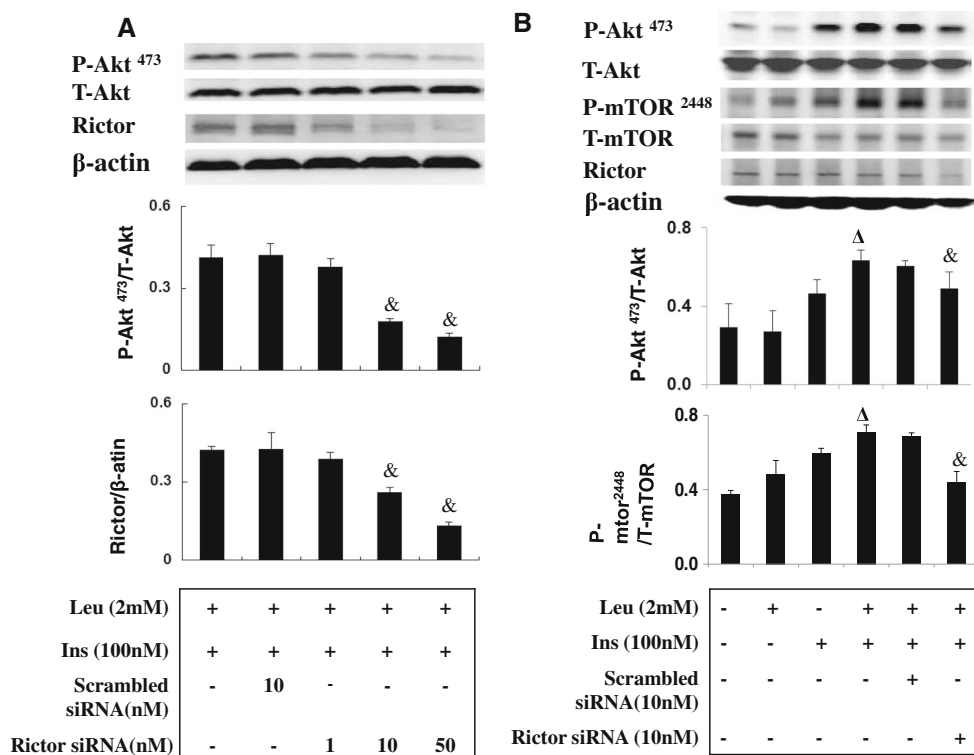 A
P-Akt 473
T-Akt
Rictor
β-actin
0.6
0.3
0
P-Akt 473/T-Akt
& &
0.6
0.3
0.0
Rictor/β-atin
& &
Leu (2mM) + + + + +
Ins (100nM) + + + + +
Scrambled siRNA(nM) - 10 - - -
Rictor siRNA(nM) - - 1 10 50
B
P-Akt 473
T-Akt
P-mTOR 2448
T-mTOR
Rictor
β-actin
0.8
0.4
0.0
P-Akt 473/T-Akt
Δ &
0.8
0.4
0.0
P-
mtor2448
/T-mTOR
Δ &
Leu (2mM) - + - + + +
Ins (100nM) - - + + + +
Scrambled
siRNA(10nM) - - - - + -
Rictor siRNA (10nM) - - - - - +